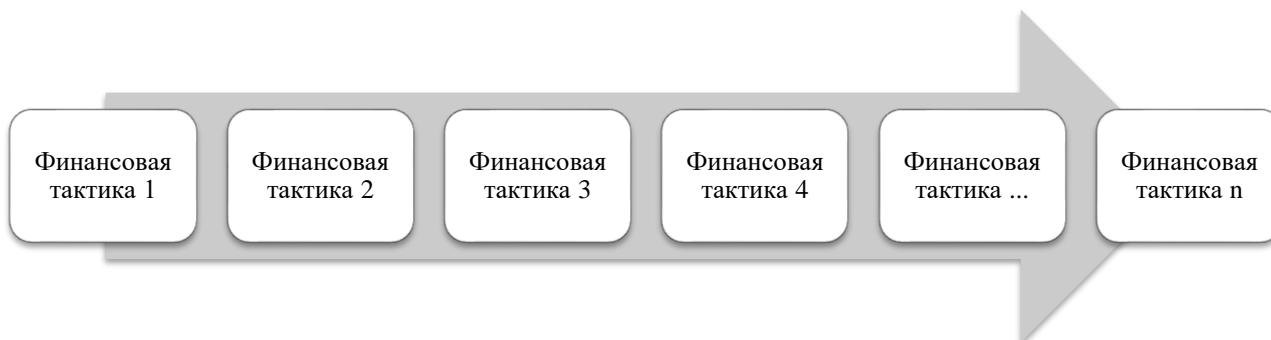 Финансовая
тактика 1
Финансовая
тактика 2
Финансовая
тактика 3
Финансовая
тактика 4
Финансовая
тактика ...
Финансовая
тактика n